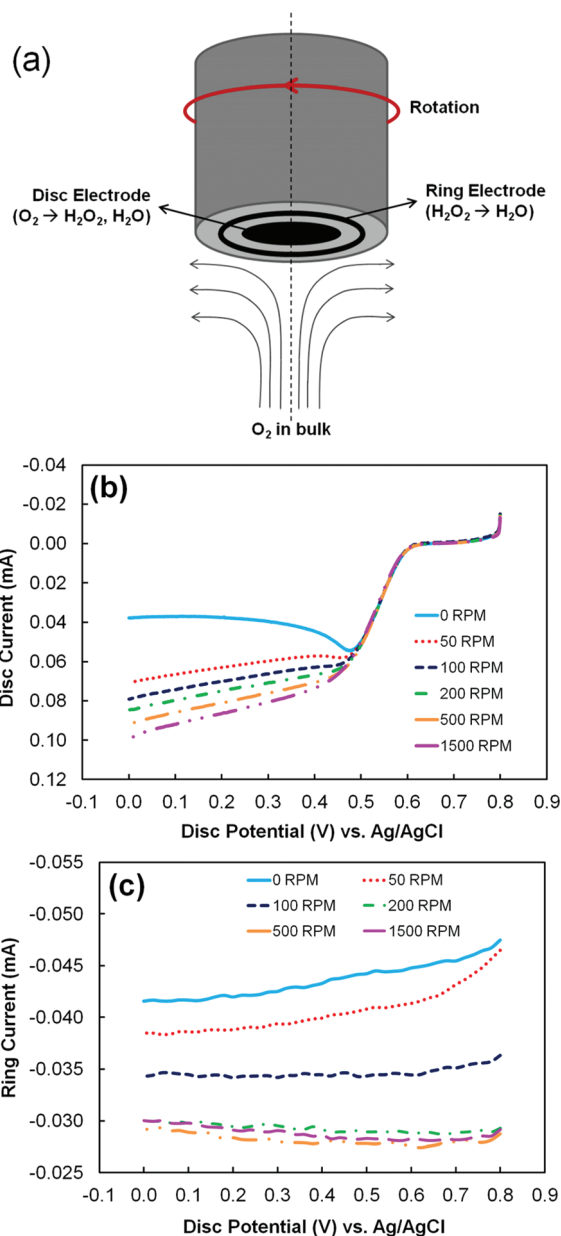 (a)
Rotation
Disc Electrode
(O₂ → H₂O₂, H₂O)
Ring Electrode
(H₂O₂ → H₂O)
O₂ in bulk
(b)
-0.04
-0.02
0.00
0.02
0.04
0.06
0.08
0.10
0.12
Disc Current (mA)
0 RPM
50 RPM
100 RPM
200 RPM
500 RPM
1500 RPM
-0.1 0.0 0.1 0.2 0.3 0.4 0.5 0.6 0.7 0.8 0.9
Disc Potential (V) vs. Ag/AgCl
(c)
-0.055
-0.050
-0.045
-0.040
-0.035
-0.030
-0.025
Ring Current (mA)
0 RPM 50 RPM
100 RPM 200 RPM
500 RPM 1500 RPM
-0.1 0.0 0.1 0.2 0.3 0.4 0.5 0.6 0.7 0.8 0.9
Disc Potential (V) vs. Ag/AgCl